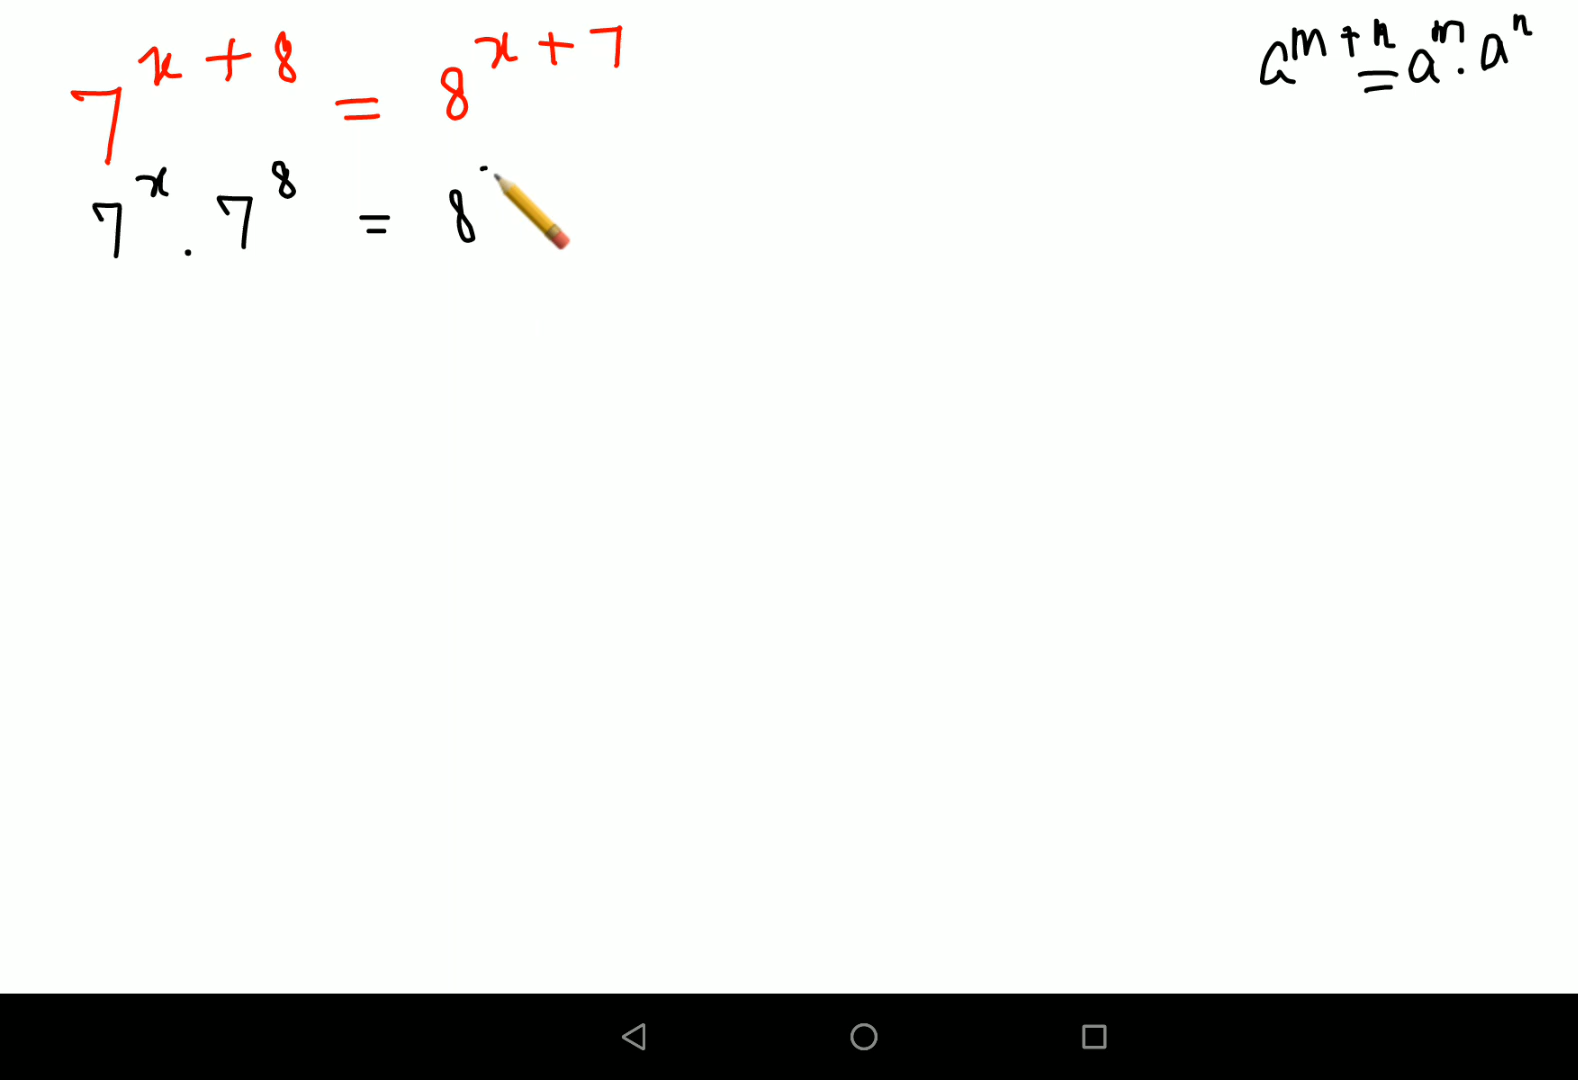 7^{x+8} = 8^{x+7}
a^{m+n} = a^m . a^n
7^x . 7^8 = 8